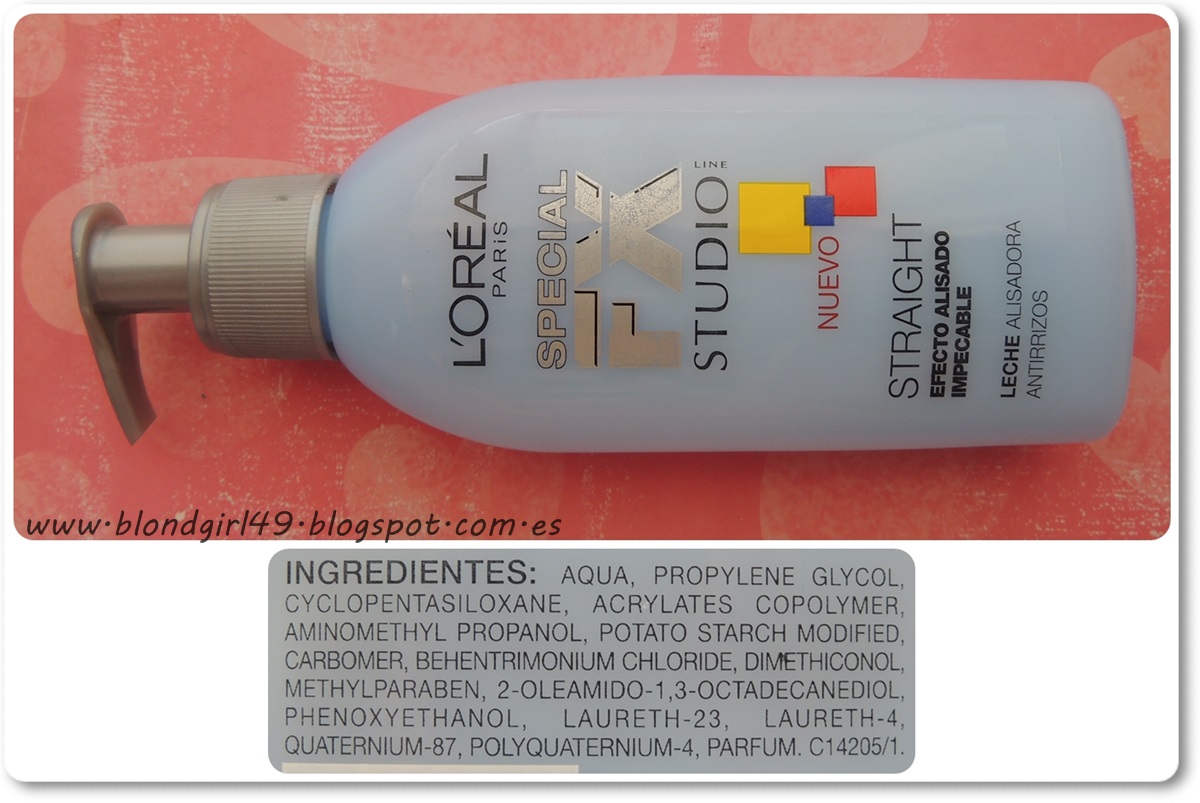 L'ORÉAL
PARiS
SPECIAL
FX
STUDIO LINE
NUEVO
STRAIGHT
EFECTO ALISADO
IMPECABLE
LECHE ALISADORA
ANTIRRIZOS
www.blondgirl49.blogspot.com.es
INGREDIENTES: AQUA, PROPYLENE GLYCOL,
CYCLOPENTASILOXANE, ACRYLATES COPOLYMER,
AMINOMETHYL PROPANOL, POTATO STARCH MODIFIED,
CARBOMER, BEHENTRIMONIUM CHLORIDE, DIMETHICONOL,
METHYLPARABEN, 2-OLEAMIDO-1,3-OCTADECANEDIOL,
PHENOXYETHANOL, LAURETH-23, LAURETH-4,
QUATERNIUM-87, POLYQUATERNIUM-4, PARFUM. C14205/1.